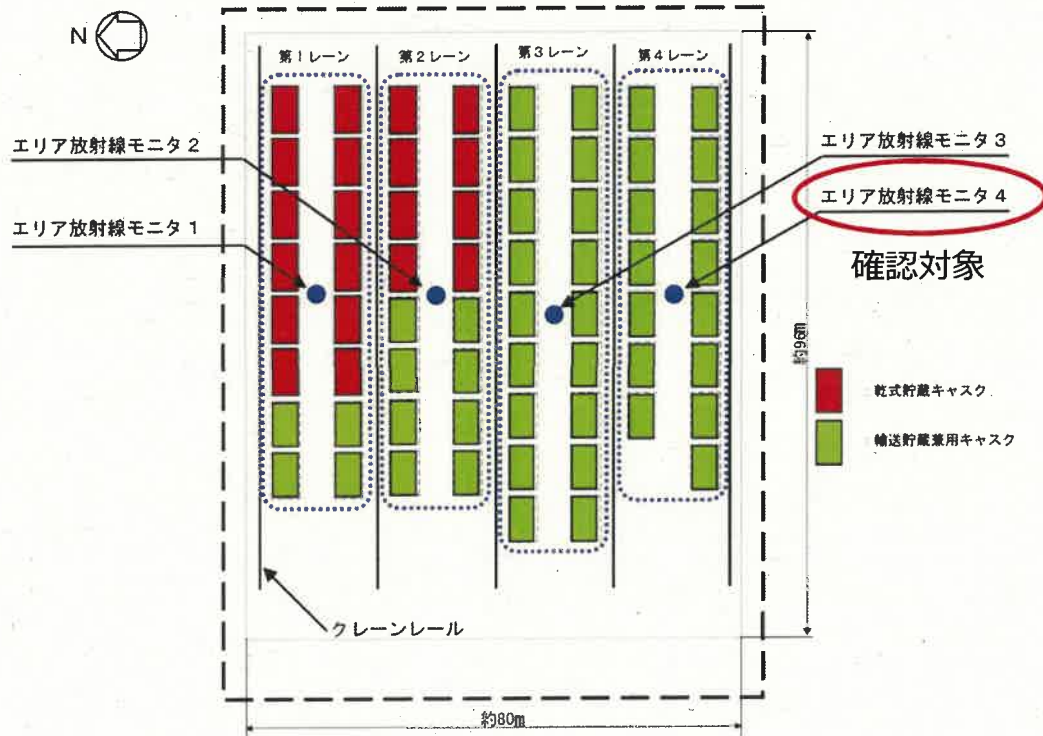 N
第1レーン
第2レーン
第3レーン
第4レーン
エリア放射線モニタ2
エリア放射線モニタ3
エリア放射線モニタ1
エリア放射線モニタ4
確認対象
約96m
乾式貯蔵キャスク
輸送貯蔵兼用キャスク
クレーンレール
約80m